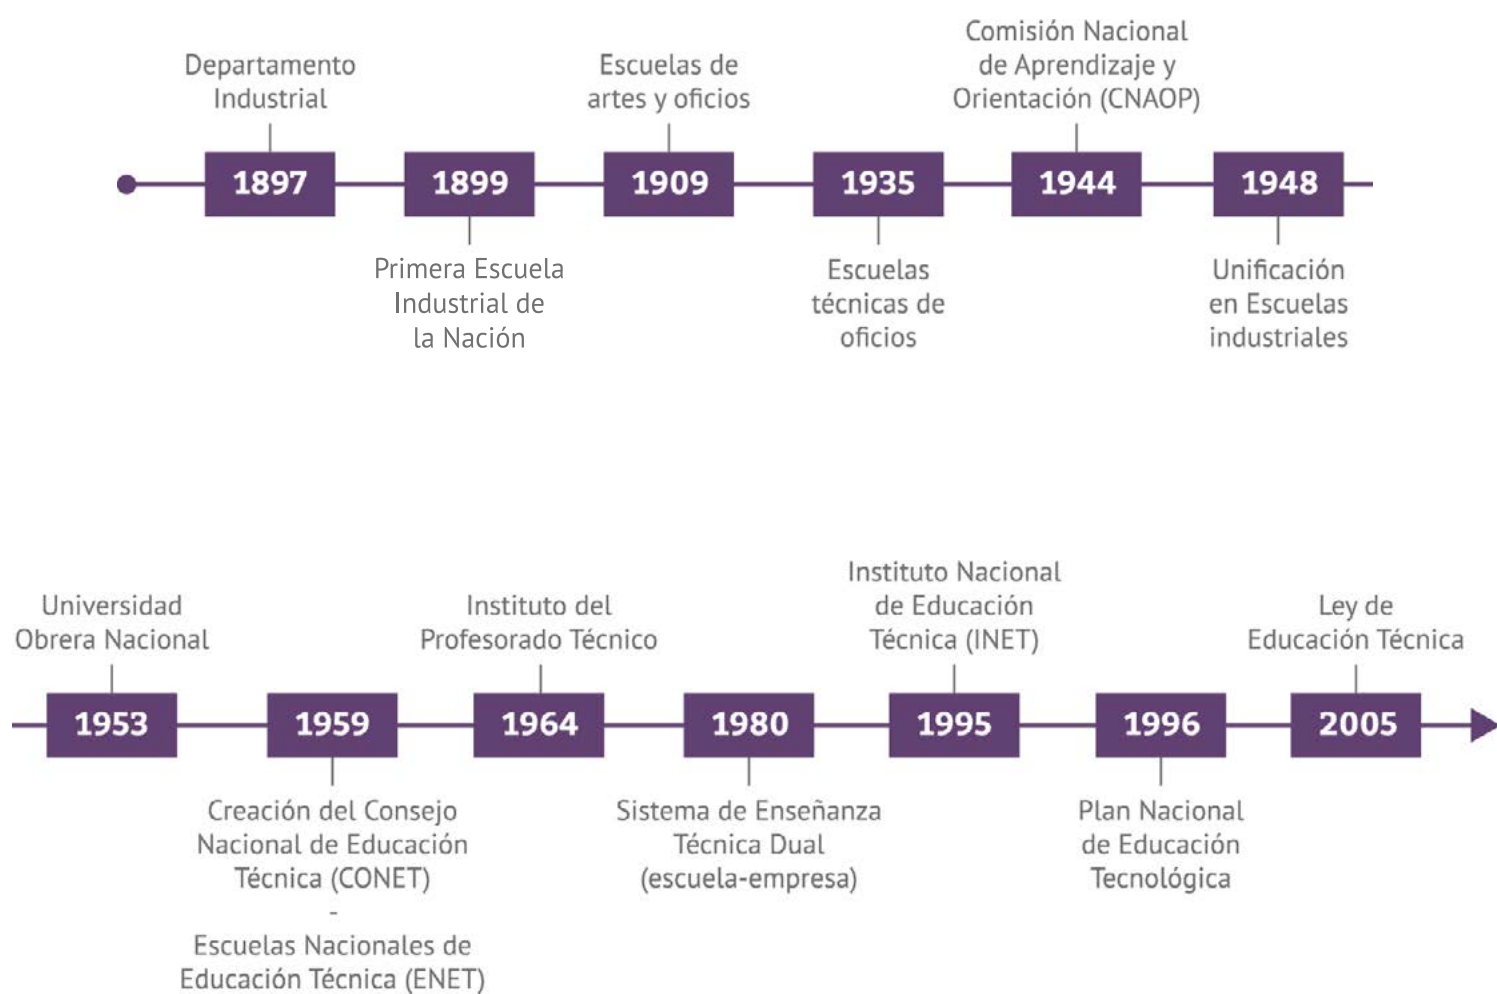 Departamento
Industrial
1897
1899
Primera Escuela
Industrial de
la Nación
Escuelas de
artes y oficios
1909
1935
Escuelas
técnicas de
oficios
Comisión Nacional
de Aprendizaje y
Orientación (CNAOP)
1944
1948
Unificación
en Escuelas
industriales
Universidad
Obrera Nacional
1953
1959
Creación del Consejo
Nacional de Educación
Técnica (CONET)
-
Escuelas Nacionales de
Educación Técnica (ENET)
Instituto del
Profesorado Técnico
1964
1980
Sistema de Enseñanza
Técnica Dual
(escuela-empresa)
Instituto Nacional
de Educación
Técnica (INET)
1995
1996
Plan Nacional
de Educación
Tecnológica
Ley de
Educación Técnica
2005